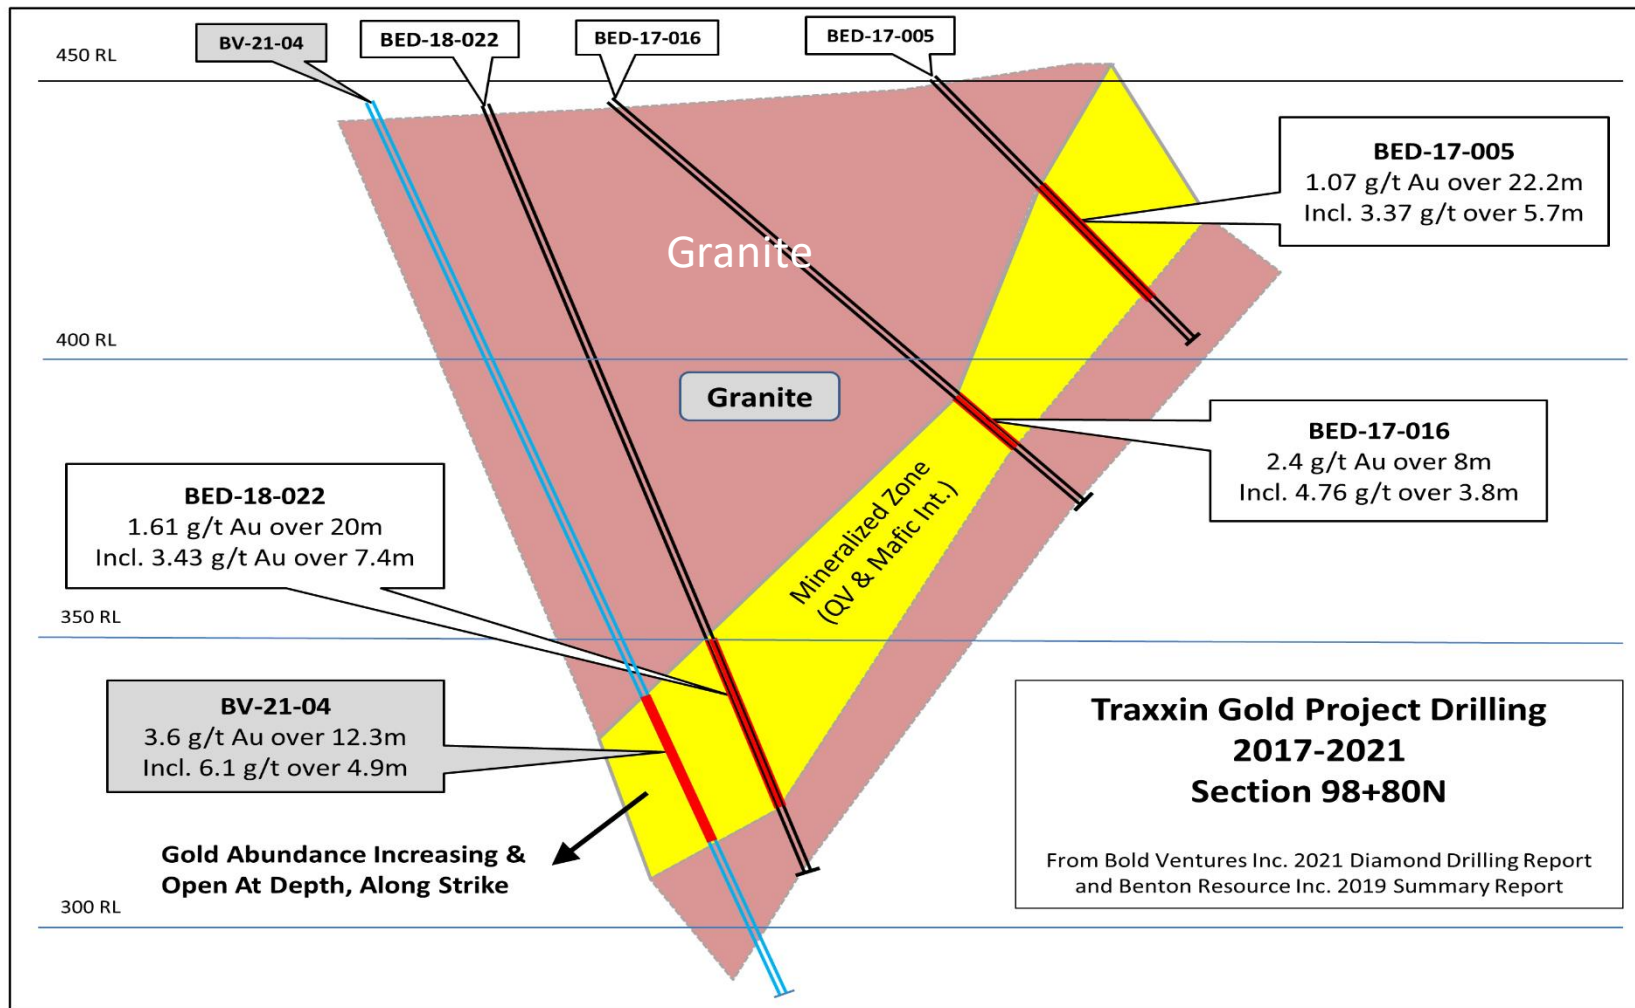 450 RL
BV-21-04
BED-18-022
BED-17-016
BED-17-005
BED-17-005
1.07 g/t Au over 22.2m
Incl. 3.37 g/t over 5.7m
Granite
400 RL
Granite
BED-17-016
2.4 g/t Au over 8m
Incl. 4.76 g/t over 3.8m
BED-18-022
1.61 g/t Au over 20m
Incl. 3.43 g/t Au over 7.4m
Mineralized Zone
(QV & Mafic Int.)
350 RL
BV-21-04
3.6 g/t Au over 12.3m
Incl. 6.1 g/t over 4.9m
Gold Abundance Increasing &
Open At Depth, Along Strike
300 RL
Traxxin Gold Project Drilling
2017-2021
Section 98+80N
From Bold Ventures Inc. 2021 Diamond Drilling Report
and Benton Resource Inc. 2019 Summary Report